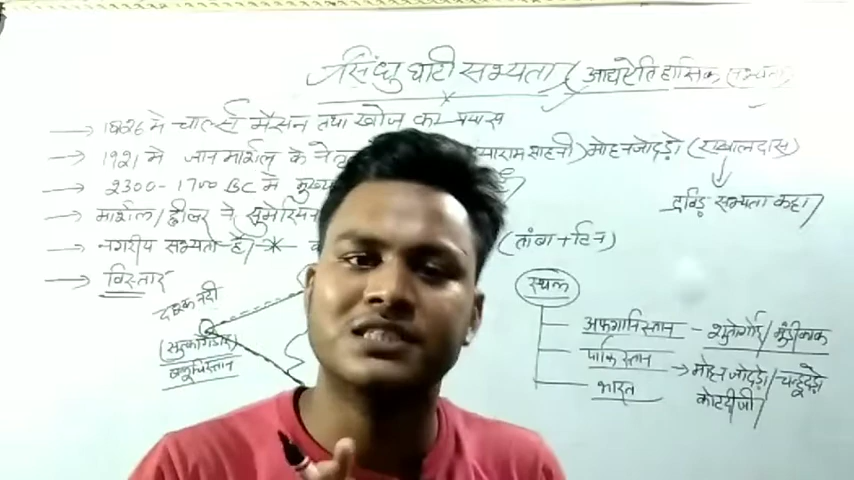 सिंधु घाटी सभ्यता (आद्यऐतिहासिक सभ्यता)
→ 1826 में चार्ल्स मैसन तथा खोज का प्रयास
→ 1921 में जान मार्शल के
दयाराम साहनी) मोहनजोदड़ो (राखालदास)
→ 2300-1700 BC में
द्रविड़ सभ्यता कहा
→ मार्शल/ह्वीलर ने सुमेरियन
→ नगरीय सभ्यता है
(तांबा + टिन)
→ विस्तार
स्थल
दाश्क नदी
(सुत्कागेंडोर)
बलूचिस्तान
अफगानिस्तान - शुतोर्गोई/मुंडीकाक
पाकिस्तान → मोहनजोदड़ो/चन्हूदड़ो
कोटदीजी
भारत